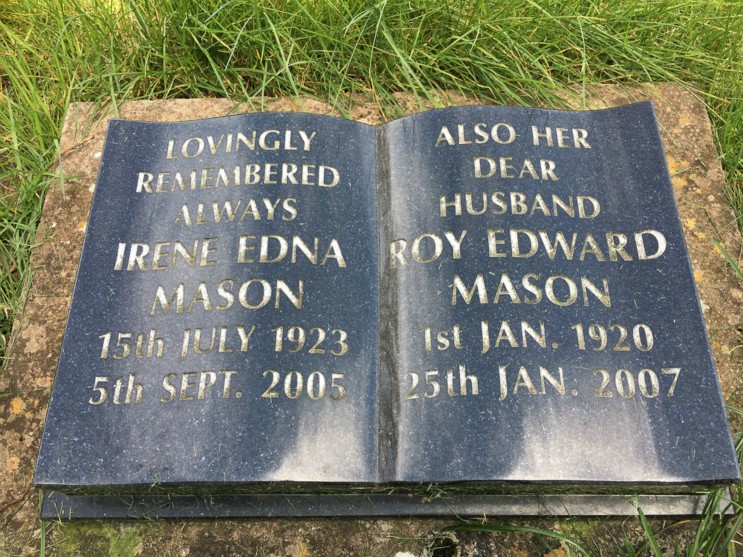 LOVINGLY
REMEMBERED
ALWAYS
IRENE EDNA
MASON
15th JULY 1923
5th SEPT. 2005
ALSO HER
DEAR
HUSBAND
ROY EDWARD
MASON
1st JAN. 1920
25th JAN. 2007